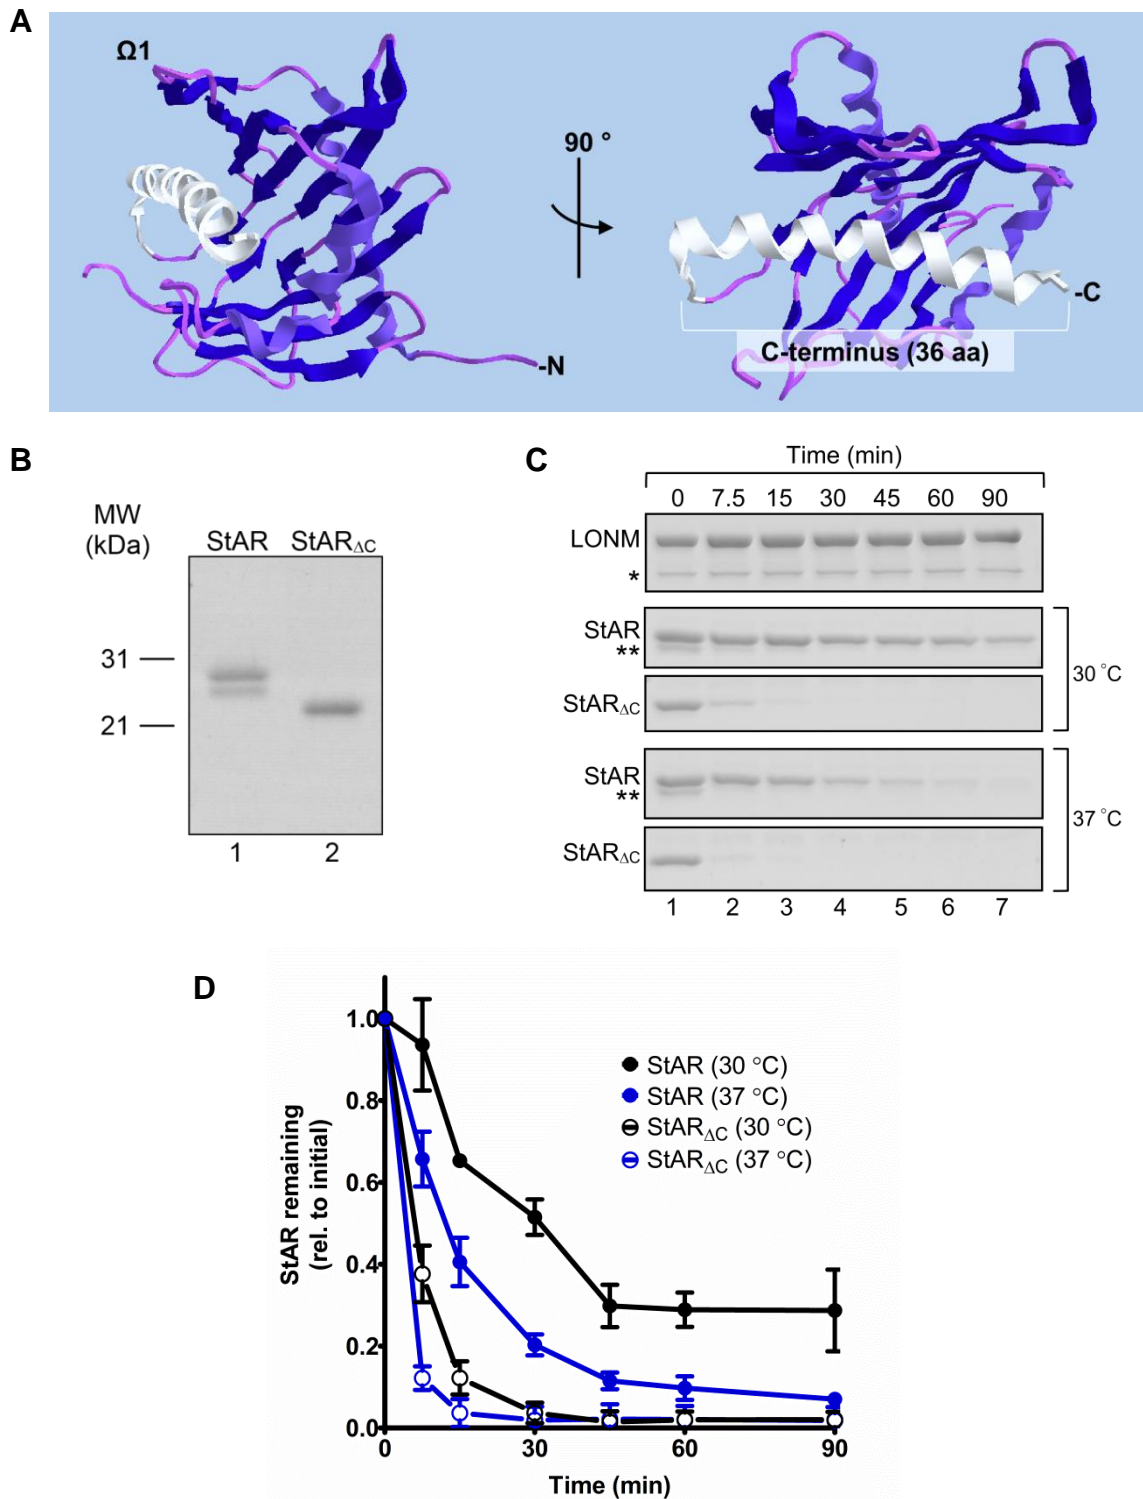 A
Ω1
90 °
-N
-C
C-terminus (36 aa)
B
MW
(kDa)
StAR StARΔC
31
21
1 2
C
Time (min)
0 7.5 15 30 45 60 90
LONM
*
StAR
**
StARΔC
30 °C
StAR
**
StARΔC
37 °C
1 2 3 4 5 6 7
D
StAR remaining
(rel. to initial)
1.0
0.8
0.6
0.4
0.2
0.0
0 30 60 90
Time (min)
StAR (30 °C)
StAR (37 °C)
StARΔC (30 °C)
StARΔC (37 °C)